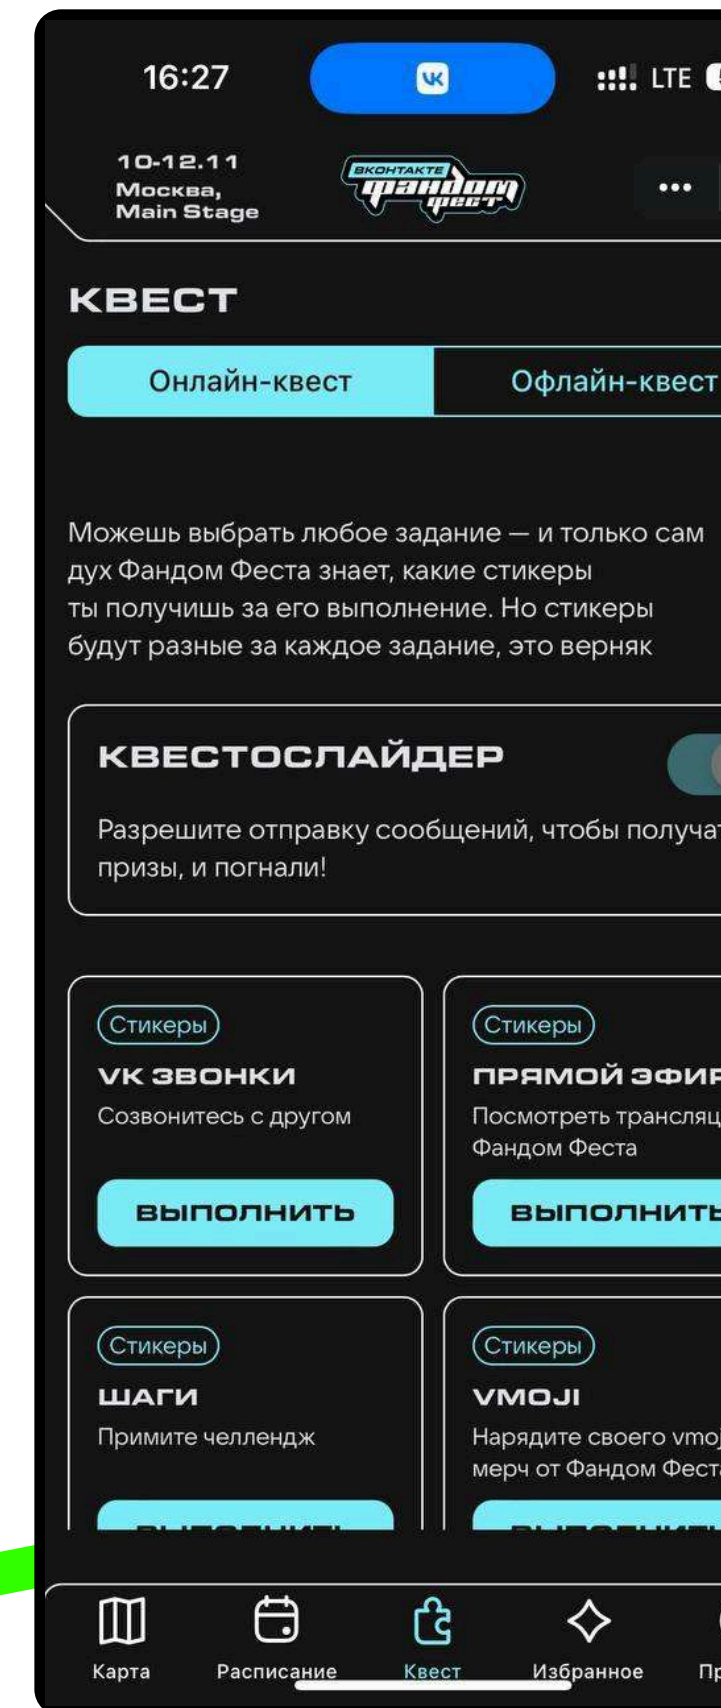 16:27
LTE
10-12.11
Москва,
Main Stage
ВКОНТАКТЕ
фандом
фест
КВЕСТ
Онлайн-квест
Офлайн-квест
Можешь выбрать любое задание — и только сам
дух Фандом Феста знает, какие стикеры
ты получишь за его выполнение. Но стикеры
будут разные за каждое задание, это верняк
КВЕСТОСЛАЙДЕР
Разрешите отправку сообщений, чтобы получат
призы, и погнали!
Стикеры
VK ЗВОНКИ
Созвонитесь с другом
ВЫПОЛНИТЬ
Стикеры
ПРЯМОЙ ЭФИР
Посмотреть трансляц
Фандом Феста
ВЫПОЛНИТЬ
Стикеры
ШАГИ
Примите челлендж
ВЫПОЛНИТЬ
Стикеры
VMOJI
Нарядите своего vmoj
мерч от Фандом Феста
ВЫПОЛНИТЬ
Карта
Расписание
Квест
Избранное
Пр